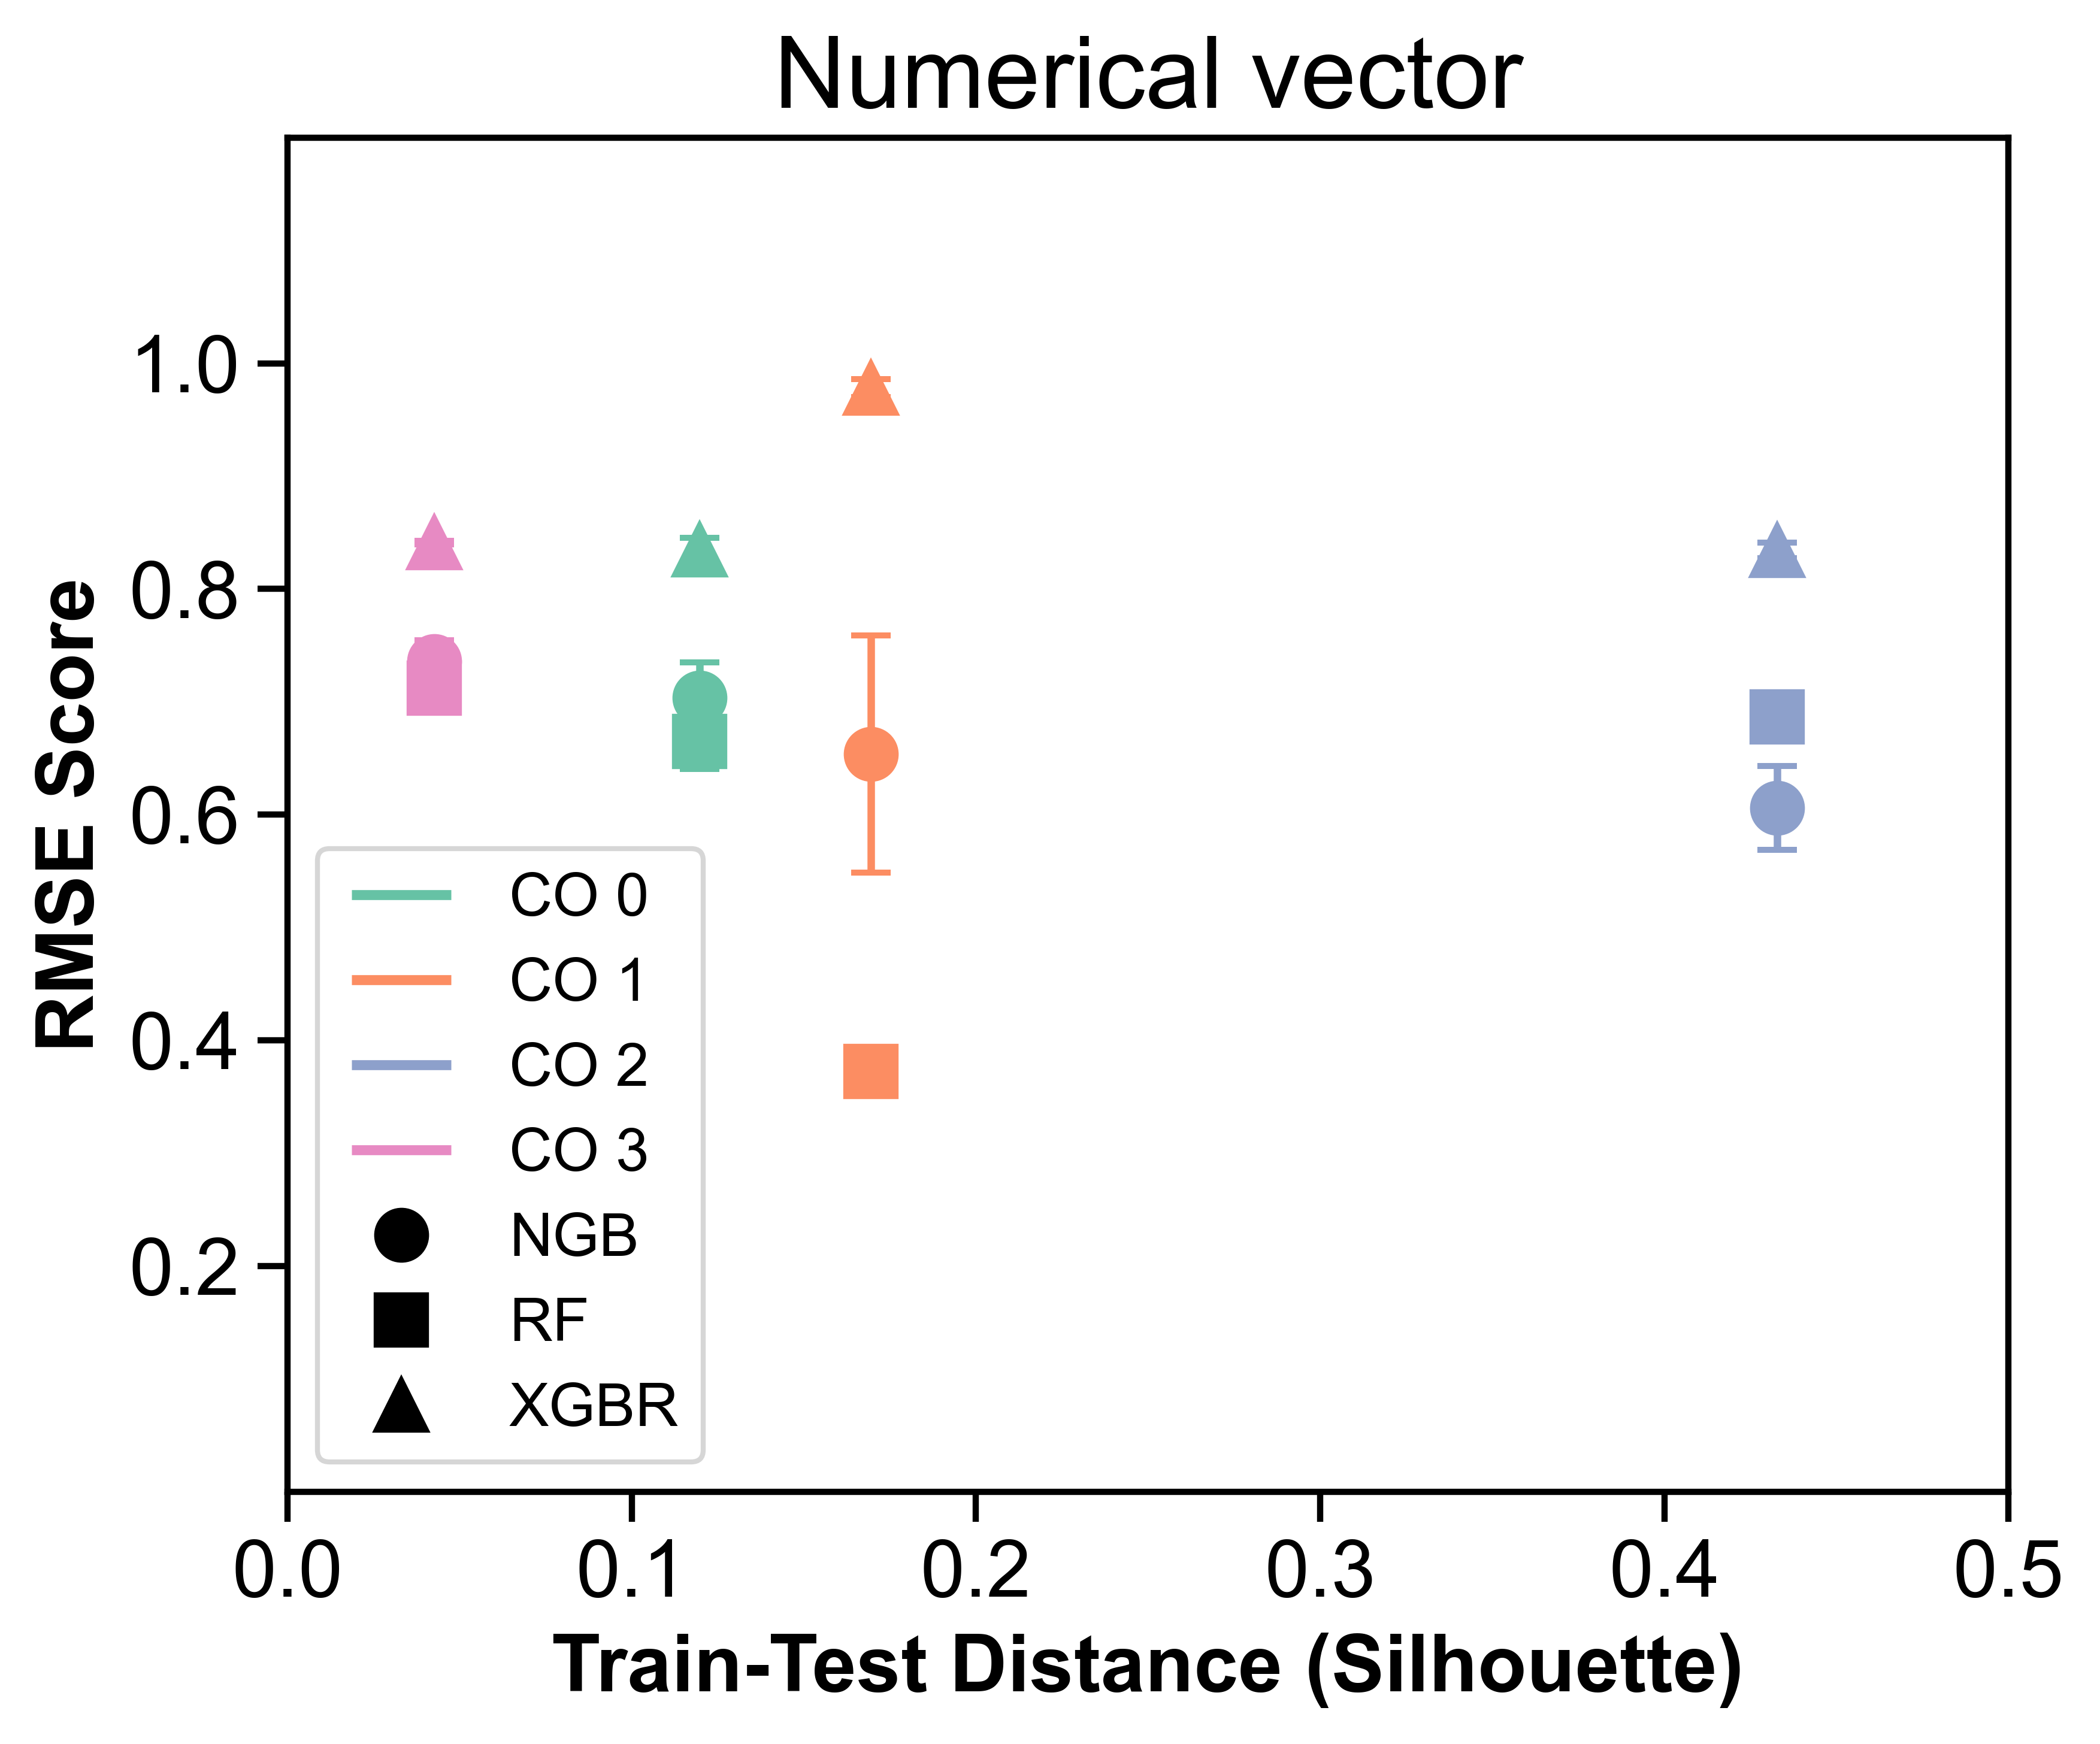 Numerical vector
RMSE Score
1.0
0.8
0.6
0.4
0.2
CO 0
CO 1
CO 2
CO 3
NGB
RF
XGBR
0.0 0.1 0.2 0.3 0.4 0.5
Train-Test Distance (Silhouette)